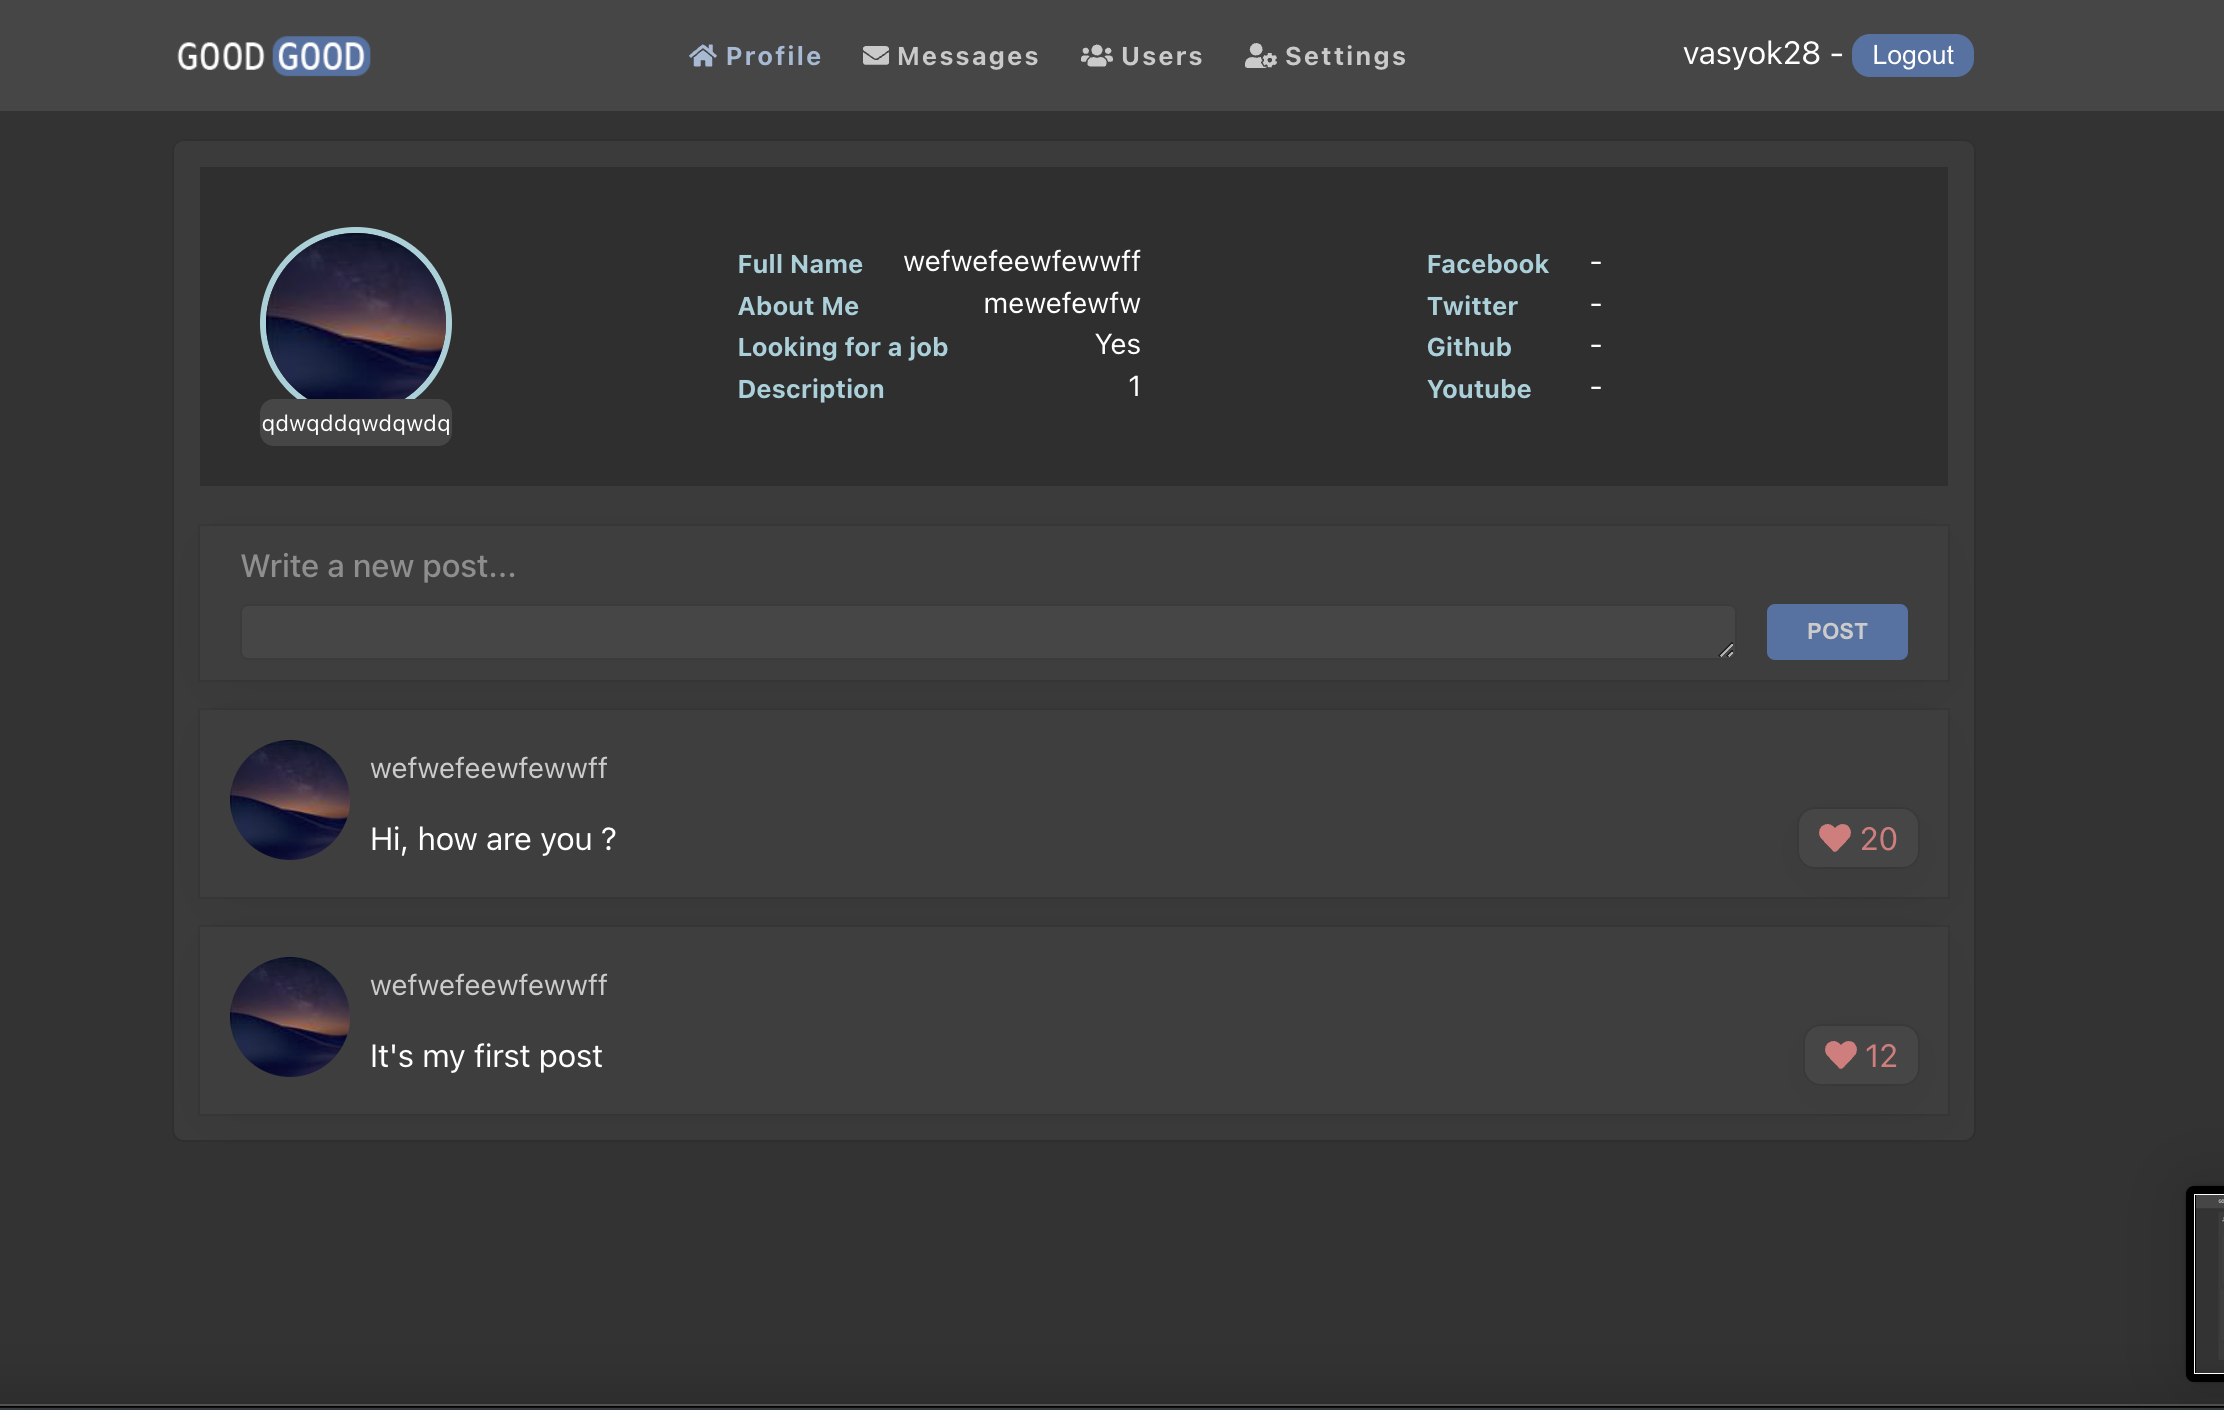 GOOD GOOD Profile Messages Users Settings vasyok28 - Logout
Full Name wefwefeewfewwff
About Me mewefewfw
Looking for a job Yes
Description 1
Facebook -
Twitter -
Github -
Youtube -
qdwqddqwdqwdq
Write a new post...
POST
wefwefeewfewwff
Hi, how are you ?
20
wefwefeewfewwff
It's my first post
12